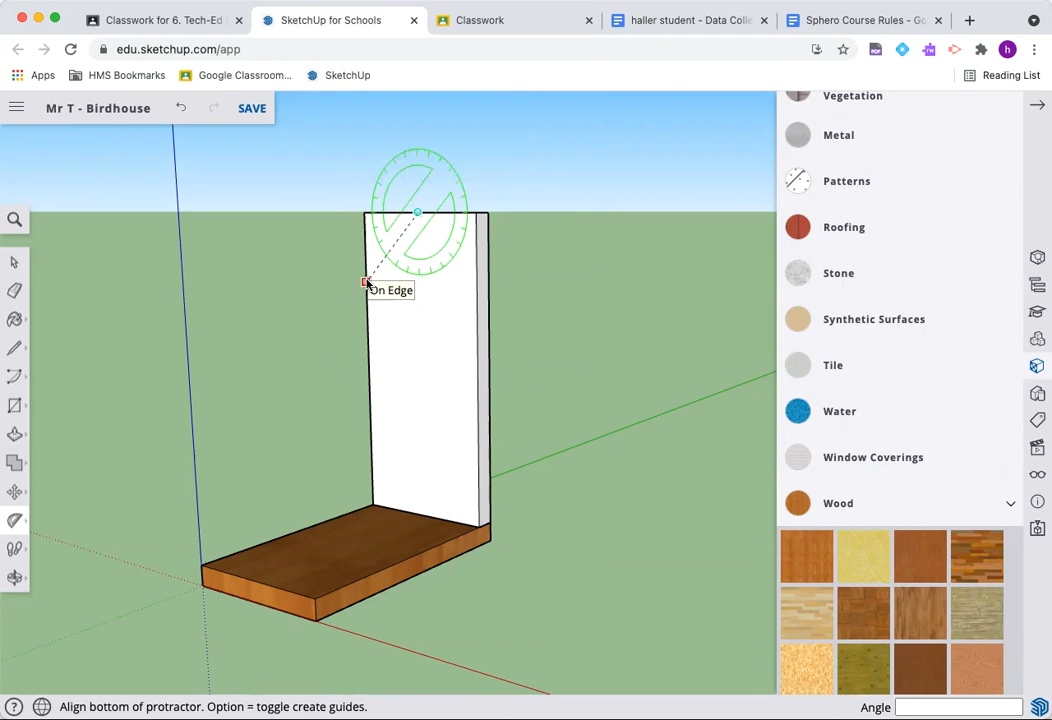 Classwork for 6. Tech-Ed S
SketchUp for Schools
Classwork
haller student - Data Colle
Sphero Course Rules - Go
edu.sketchup.com/app
PDF
h
Apps
HMS Bookmarks
Google Classroom...
SketchUp
Reading List
Mr T - Birdhouse
SAVE
Vegetation
Metal
Patterns
Roofing
Stone
On Edge
Synthetic Surfaces
Tile
Water
Window Coverings
Wood
Align bottom of protractor. Option = toggle create guides.
Angle